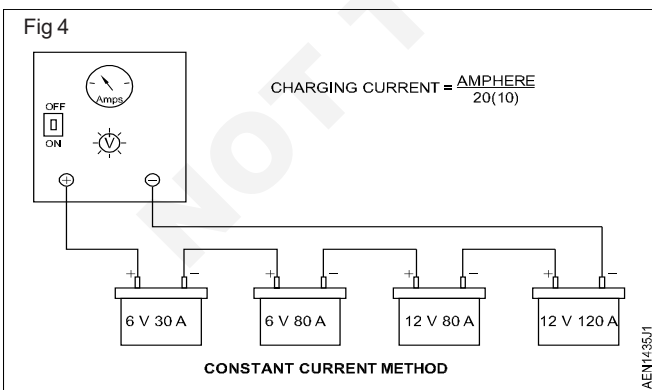 Fig 4
Amps
OFF
ON
V
CHARGING CURRENT = AMPHERE
20(10)
+ −
+ − + − + − + −
6 V 30 A 6 V 80 A 12 V 80 A 12 V 120 A
CONSTANT CURRENT METHOD
AEN1435J1
NOT T